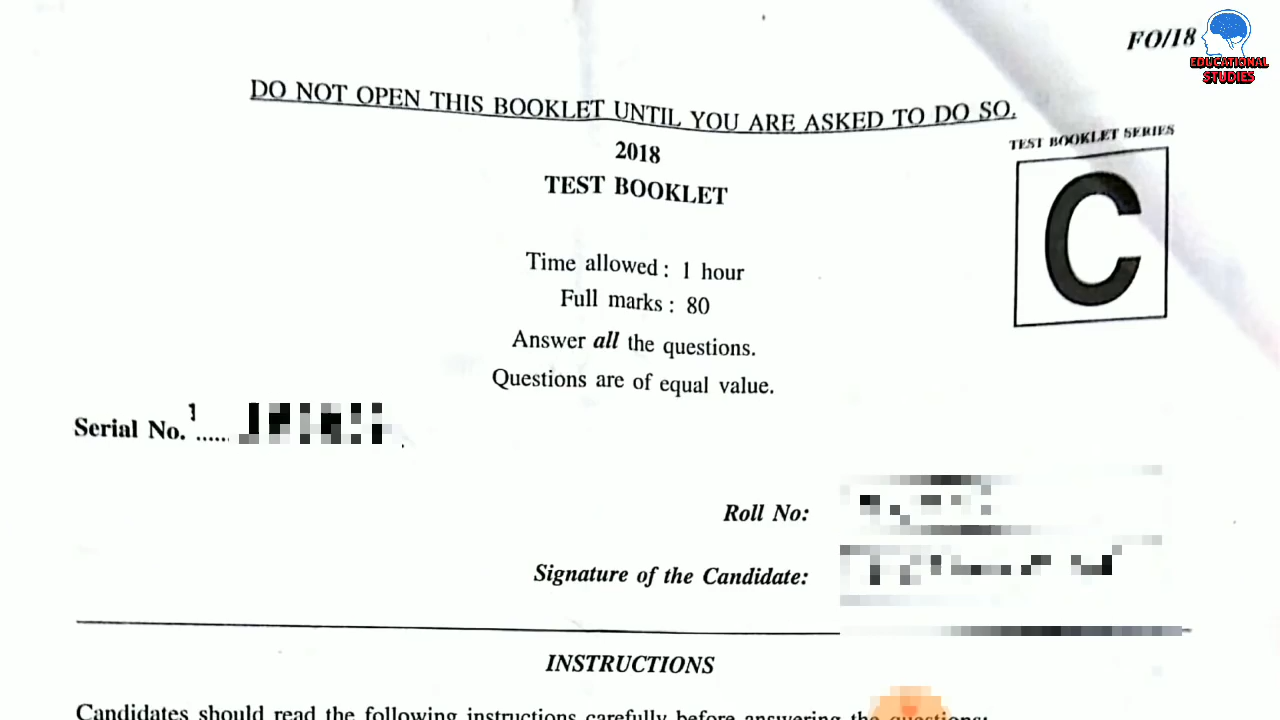 FO/18
EDUCATIONAL
STUDIES
DO NOT OPEN THIS BOOKLET UNTIL YOU ARE ASKED TO DO SO.
2018
TEST BOOKLET
TEST BOOKLET SERIES
C
Time allowed : 1 hour
Full marks : 80
Answer all the questions.
Questions are of equal value.
Serial No. ......
Roll No:
Signature of the Candidate:
INSTRUCTIONS
Candidates should read the following instructions carefully before answering the questions: